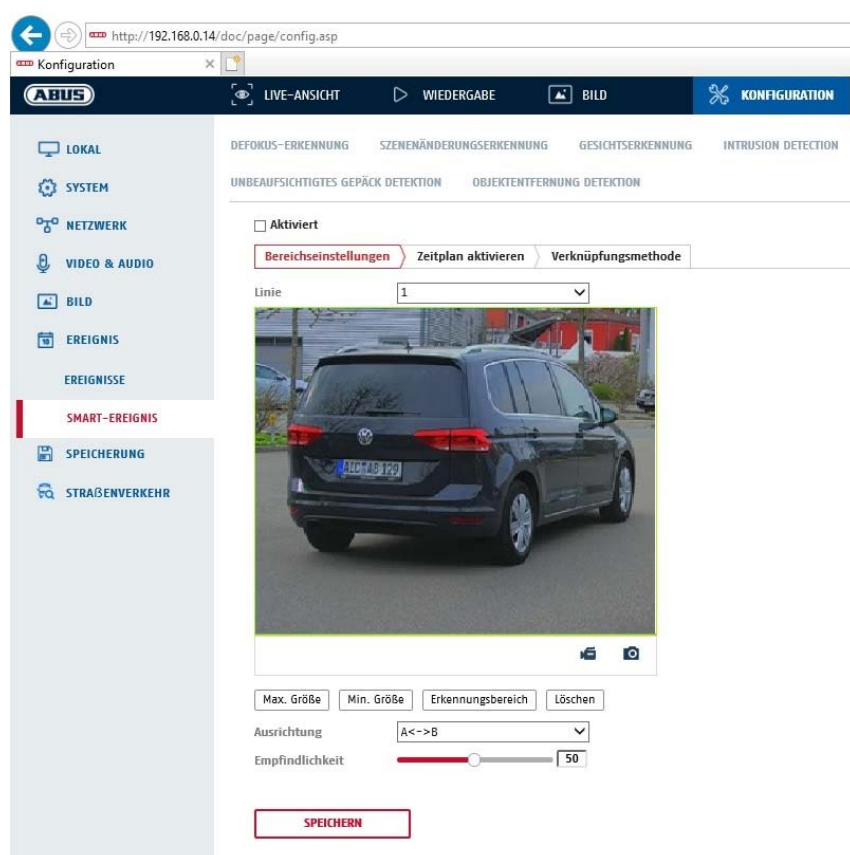 http://192.168.0.14/doc/page/config.asp
Konfiguration
ABUS
LIVE-ANSICHT
WIEDERGABE
BILD
KONFIGURATION
LOKAL
SYSTEM
NETZWERK
VIDEO & AUDIO
BILD
EREIGNIS
EREIGNISSE
SMART-EREIGNIS
SPEICHERUNG
STRAßENVERKEHR
DEFOKUS-ERKENNUNG SZENENÄNDERUNGSERKENNUNG GESICHTSERKENNUNG INTRUSION DETECTION
UNBEAUFSICHTIGTES GEPÄCK DETEKTION OBJEKTENTFERNUNG DETEKTION
Aktiviert
Bereichseinstellungen Zeitplan aktivieren Verknüpfungsmethode
Linie 1
Max. Größe Min. Größe Erkennungsbereich Löschen
Ausrichtung A<->B
Empfindlichkeit 50
SPEICHERN